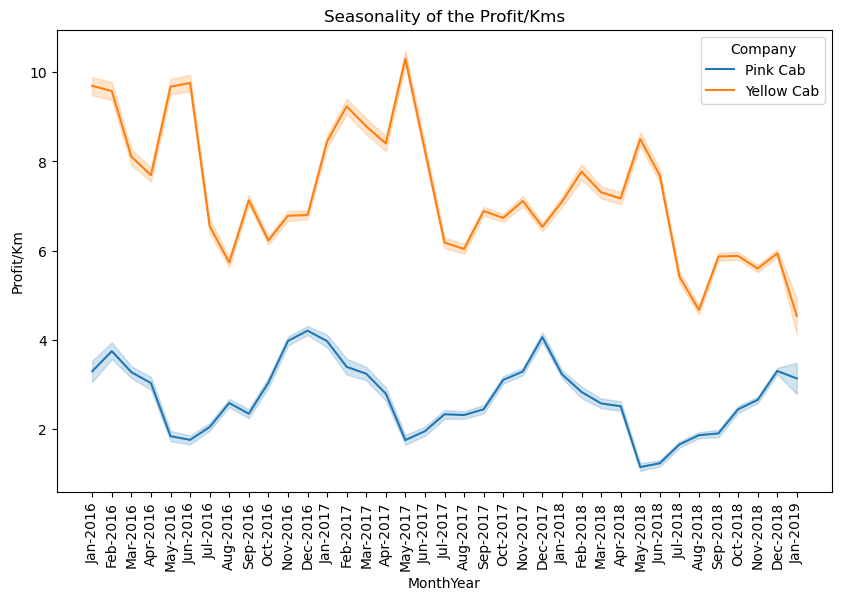 Seasonality of the Profit/Kms
Company
Pink Cab
Yellow Cab
Profit/Km
10
8
6
4
2
Jan-2016
Feb-2016
Mar-2016
Apr-2016
May-2016
Jun-2016
Jul-2016
Aug-2016
Sep-2016
Oct-2016
Nov-2016
Dec-2016
Jan-2017
Feb-2017
Mar-2017
Apr-2017
May-2017
Jun-2017
Jul-2017
Aug-2017
Sep-2017
Oct-2017
Nov-2017
Dec-2017
Jan-2018
Feb-2018
Mar-2018
Apr-2018
May-2018
Jun-2018
Jul-2018
Aug-2018
Sep-2018
Oct-2018
Nov-2018
Dec-2018
Jan-2019
MonthYear